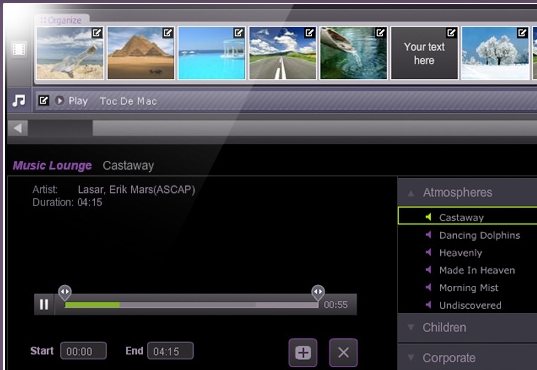 Organize
Your text
here
Play Toc De Mac
Music Lounge Castaway
Artist: Lasar, Erik Mars(ASCAP)
Duration: 04:15
00:55
Start 00:00 End 04:15
Atmospheres
Castaway
Dancing Dolphins
Heavenly
Made In Heaven
Morning Mist
Undiscovered
Children
Corporate